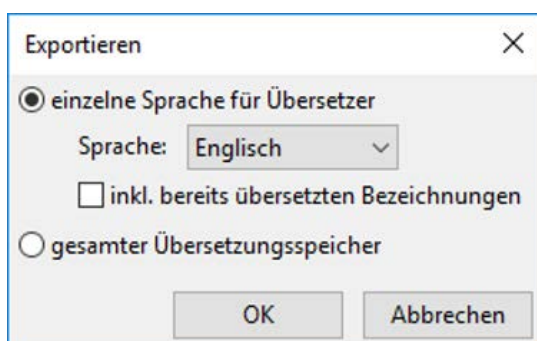 Exportieren
einzelne Sprache für Übersetzer
Sprache: Englisch
inkl. bereits übersetzten Bezeichnungen
gesamter Übersetzungsspeicher
OK Abbrechen